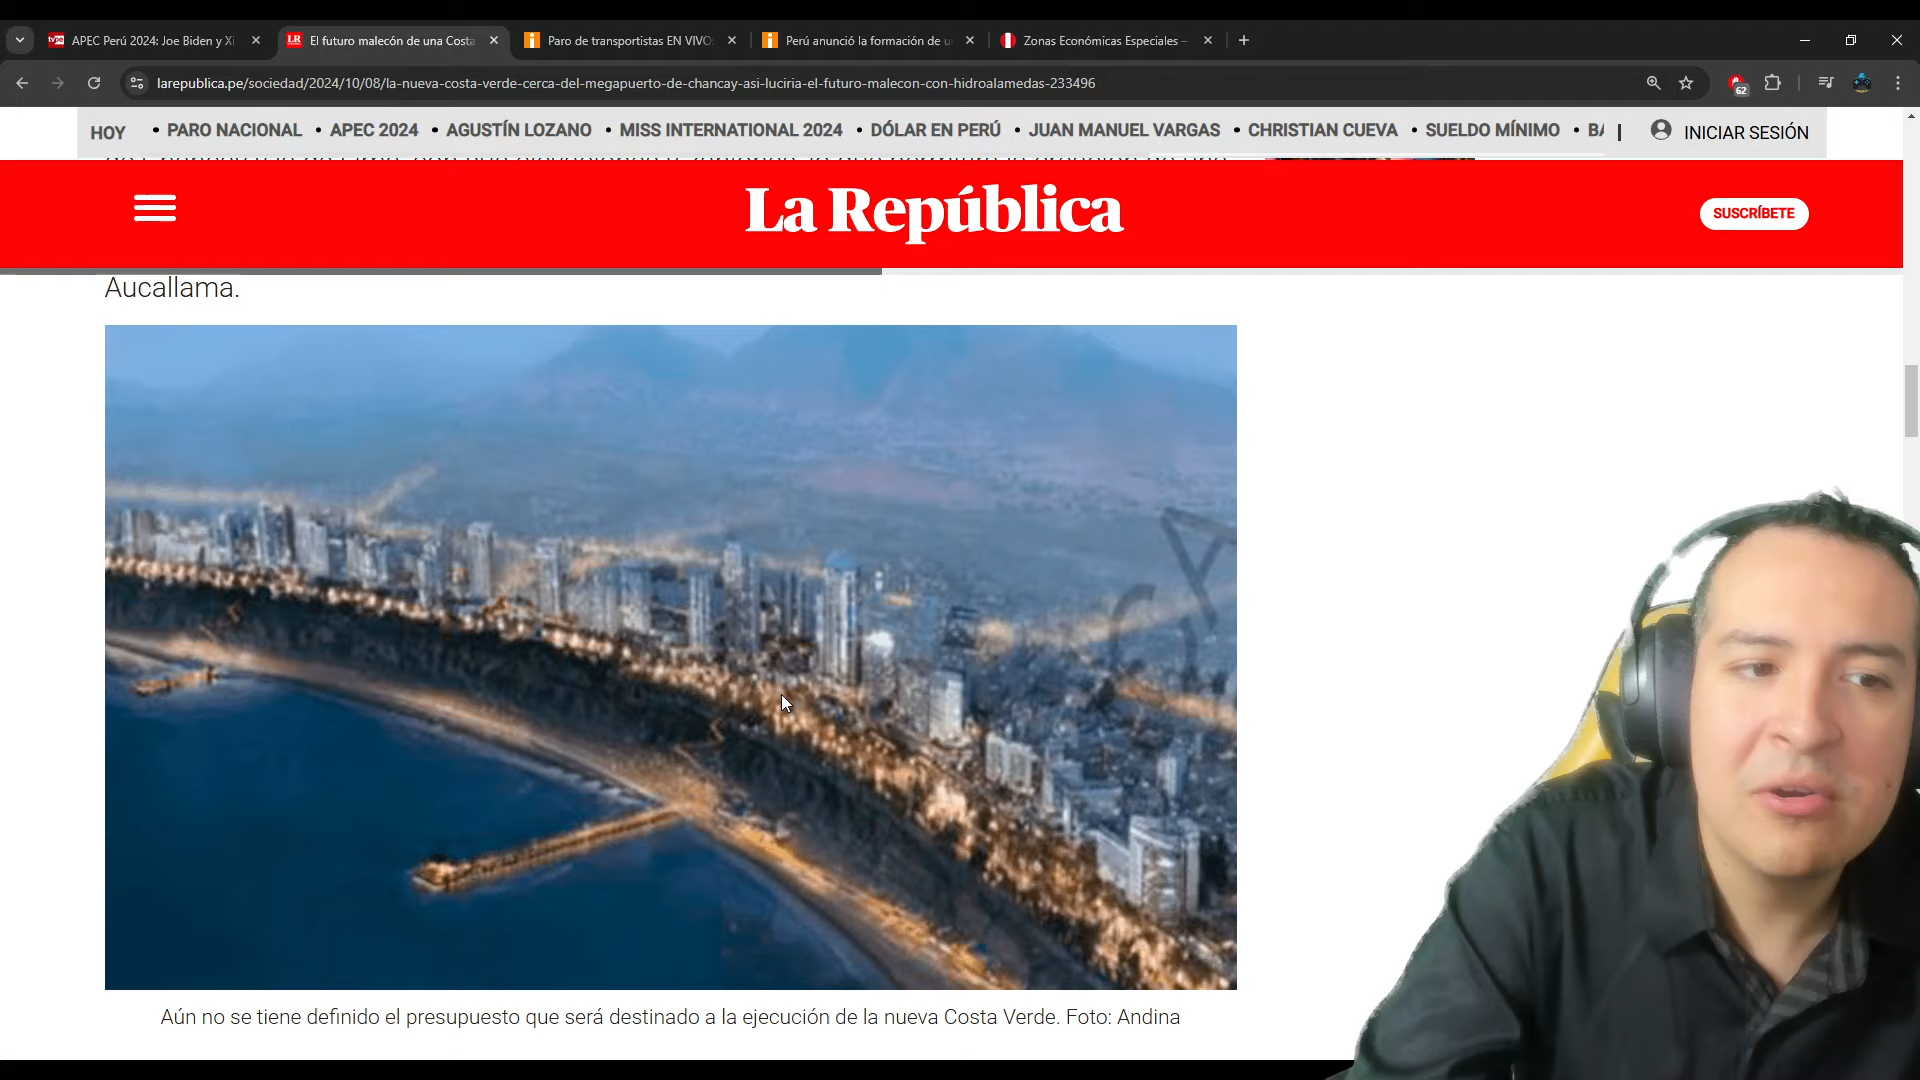 APEC Perú 2024: Joe Biden y Xi
El futuro malecón de una Costa
Paro de transportistas EN VIVO:
Perú anunció la formación de u
Zonas Económicas Especiales –
larepublica.pe/sociedad/2024/10/08/la-nueva-costa-verde-cerca-del-megapuerto-de-chancay-asi-luciria-el-futuro-malecon-con-hidroalamedas-233496
62
HOY • PARO NACIONAL • APEC 2024 • AGUSTÍN LOZANO • MISS INTERNATIONAL 2024 • DÓLAR EN PERÚ • JUAN MANUEL VARGAS • CHRISTIAN CUEVA • SUELDO MÍNIMO • BA | INICIAR SESIÓN
La República
SUSCRÍBETE
Aucallama.
Aún no se tiene definido el presupuesto que será destinado a la ejecución de la nueva Costa Verde. Foto: Andina